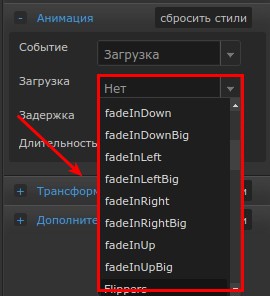 - Анимация сбросить стили
Событие Загрузка
Загрузка Нет
Задержка
Длительность
fadeInDown
fadeInDownBig
fadeInLeft
fadeInLeftBig
fadeInRight
fadeInRightBig
fadeInUp
fadeInUpBig
Flippers
+ Трансформ
+ Дополните